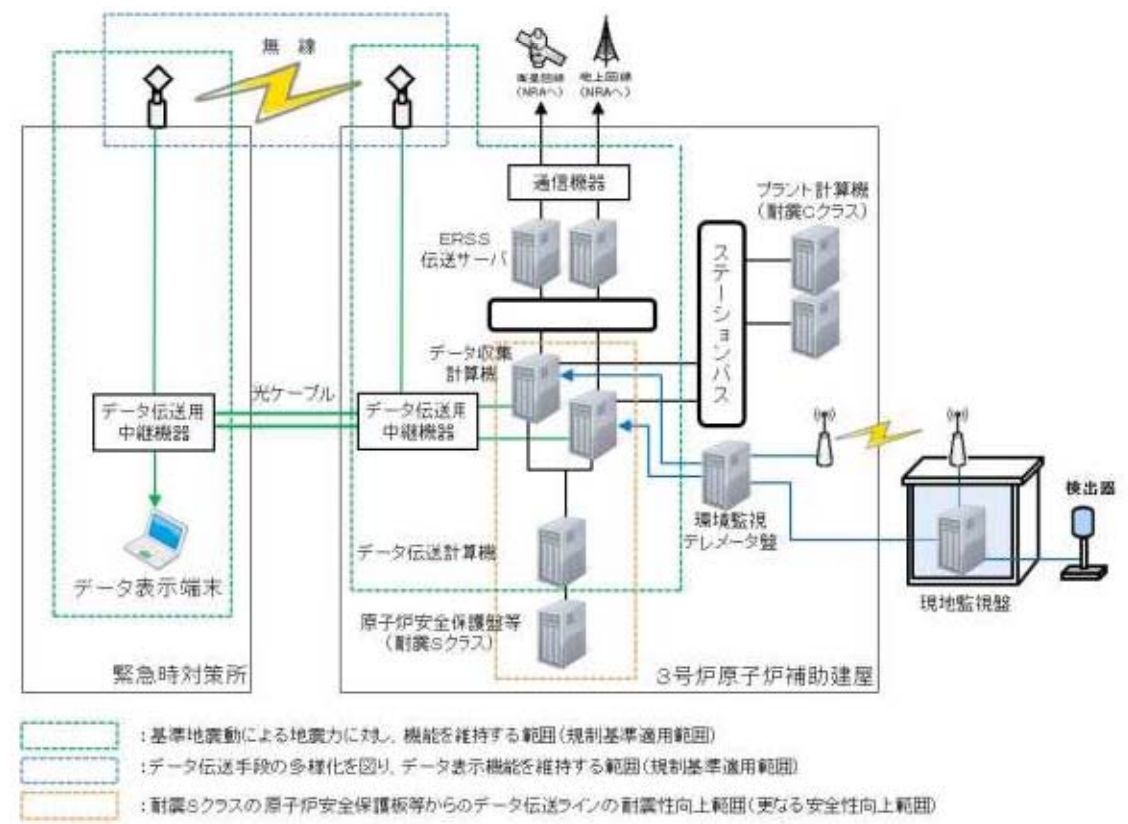 無 線
衛星回線
(NRAへ)
地上回線
(NRAへ)
通信機器
プラント計算機
(耐震Cクラス)
ERSS
伝送サーバ
ステーションバス
データ収集
計算機
光ケーブル
データ伝送用
中継機器
データ伝送用
中継機器
検出器
環境監視
テレメータ盤
データ伝送計算機
データ表示端末
現地監視盤
原子炉安全保護盤等
(耐震Sクラス)
緊急時対策所
3号炉原子炉補助建屋
:基準地震動による地震力に対し、機能を維持する範囲(規制基準適用範囲)
:データ伝送手段の多様化を図り、データ表示機能を維持する範囲(規制基準適用範囲)
:耐震Sクラスの原子炉安全保護板等からのデータ伝送ラインの耐震性向上範囲(更なる安全性向上範囲)